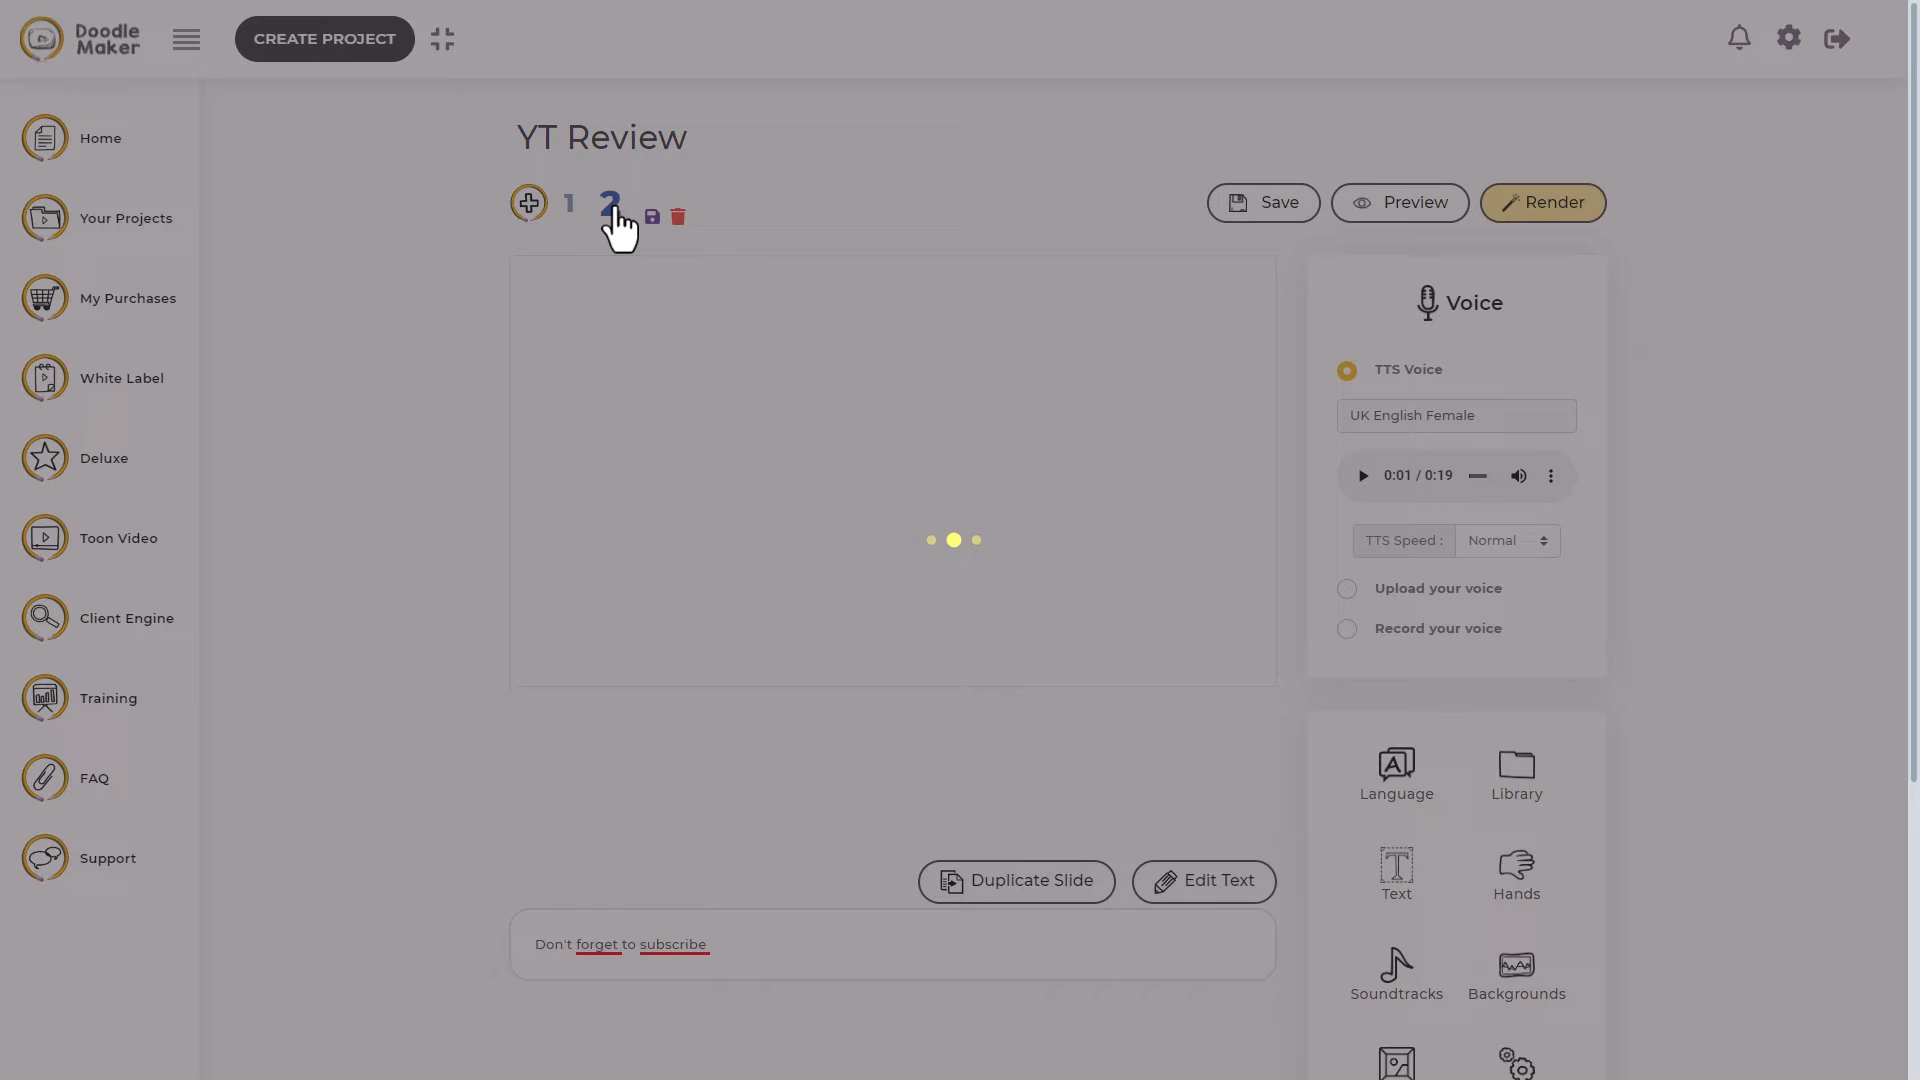 Doodle
Maker
CREATE PROJECT
Home
Your Projects
My Purchases
White Label
Deluxe
Toon Video
Client Engine
Training
FAQ
Support
YT Review
1 2
Save Preview Render
Voice
TTS Voice
UK English Female
0:01 / 0:19
TTS Speed : Normal
Upload your voice
Record your voice
Language Library
Text Hands
Soundtracks Backgrounds
Duplicate Slide Edit Text
Don't forget to subscribe